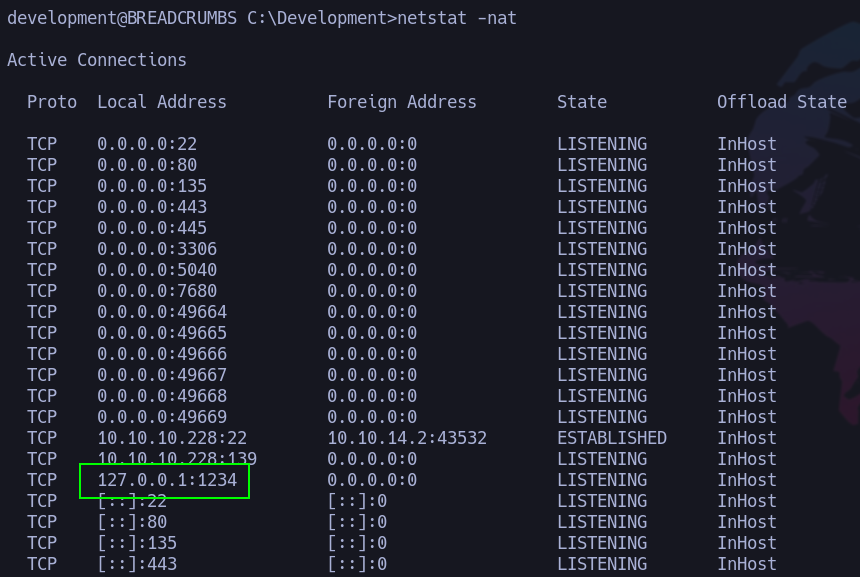 development@BREADCRUMBS C:\Development>netstat -nat
Active Connections
Proto  Local Address          Foreign Address        State           Offload State
TCP    0.0.0.0:22             0.0.0.0:0              LISTENING       InHost
TCP    0.0.0.0:80             0.0.0.0:0              LISTENING       InHost
TCP    0.0.0.0:135            0.0.0.0:0              LISTENING       InHost
TCP    0.0.0.0:443            0.0.0.0:0              LISTENING       InHost
TCP    0.0.0.0:445            0.0.0.0:0              LISTENING       InHost
TCP    0.0.0.0:3306           0.0.0.0:0              LISTENING       InHost
TCP    0.0.0.0:5040           0.0.0.0:0              LISTENING       InHost
TCP    0.0.0.0:7680           0.0.0.0:0              LISTENING       InHost
TCP    0.0.0.0:49664          0.0.0.0:0              LISTENING       InHost
TCP    0.0.0.0:49665          0.0.0.0:0              LISTENING       InHost
TCP    0.0.0.0:49666          0.0.0.0:0              LISTENING       InHost
TCP    0.0.0.0:49667          0.0.0.0:0              LISTENING       InHost
TCP    0.0.0.0:49668          0.0.0.0:0              LISTENING       InHost
TCP    0.0.0.0:49669          0.0.0.0:0              LISTENING       InHost
TCP    10.10.10.228:22        10.10.14.2:43532       ESTABLISHED     InHost
TCP    10.10.10.228:139       0.0.0.0:0              LISTENING       InHost
TCP    127.0.0.1:1234         0.0.0.0:0              LISTENING       InHost
TCP    [::]:22                [::]:0                 LISTENING       InHost
TCP    [::]:80                [::]:0                 LISTENING       InHost
TCP    [::]:135               [::]:0                 LISTENING       InHost
TCP    [::]:443               [::]:0                 LISTENING       InHost